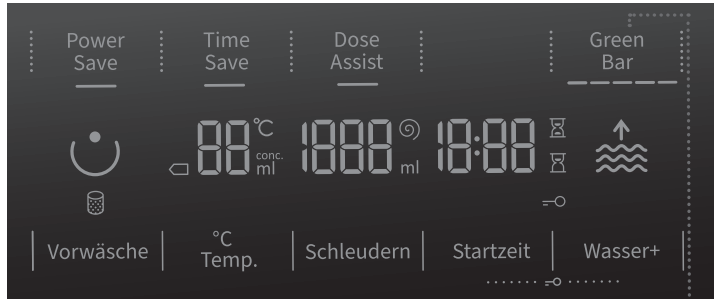 Power
Save
Time
Save
Dose
Assist
Green
Bar
88
°C
conc.
ml
1888
ml
18:88
Vorwäsche
°C
Temp.
Schleudern
Startzeit
Wasser+